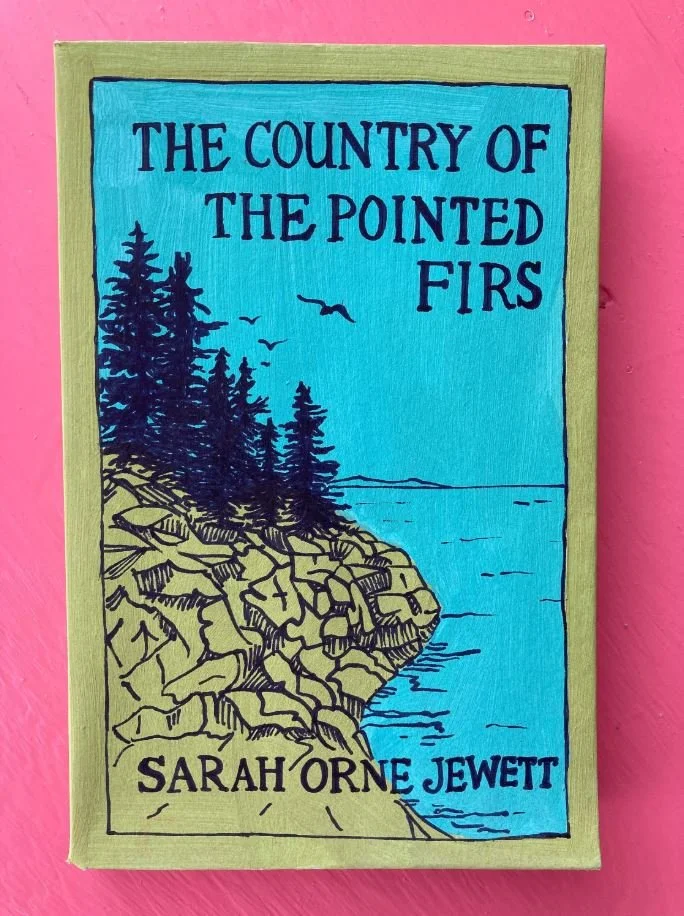 THE COUNTRY OF
THE POINTED
FIRS
SARAH ORNE JEWETT